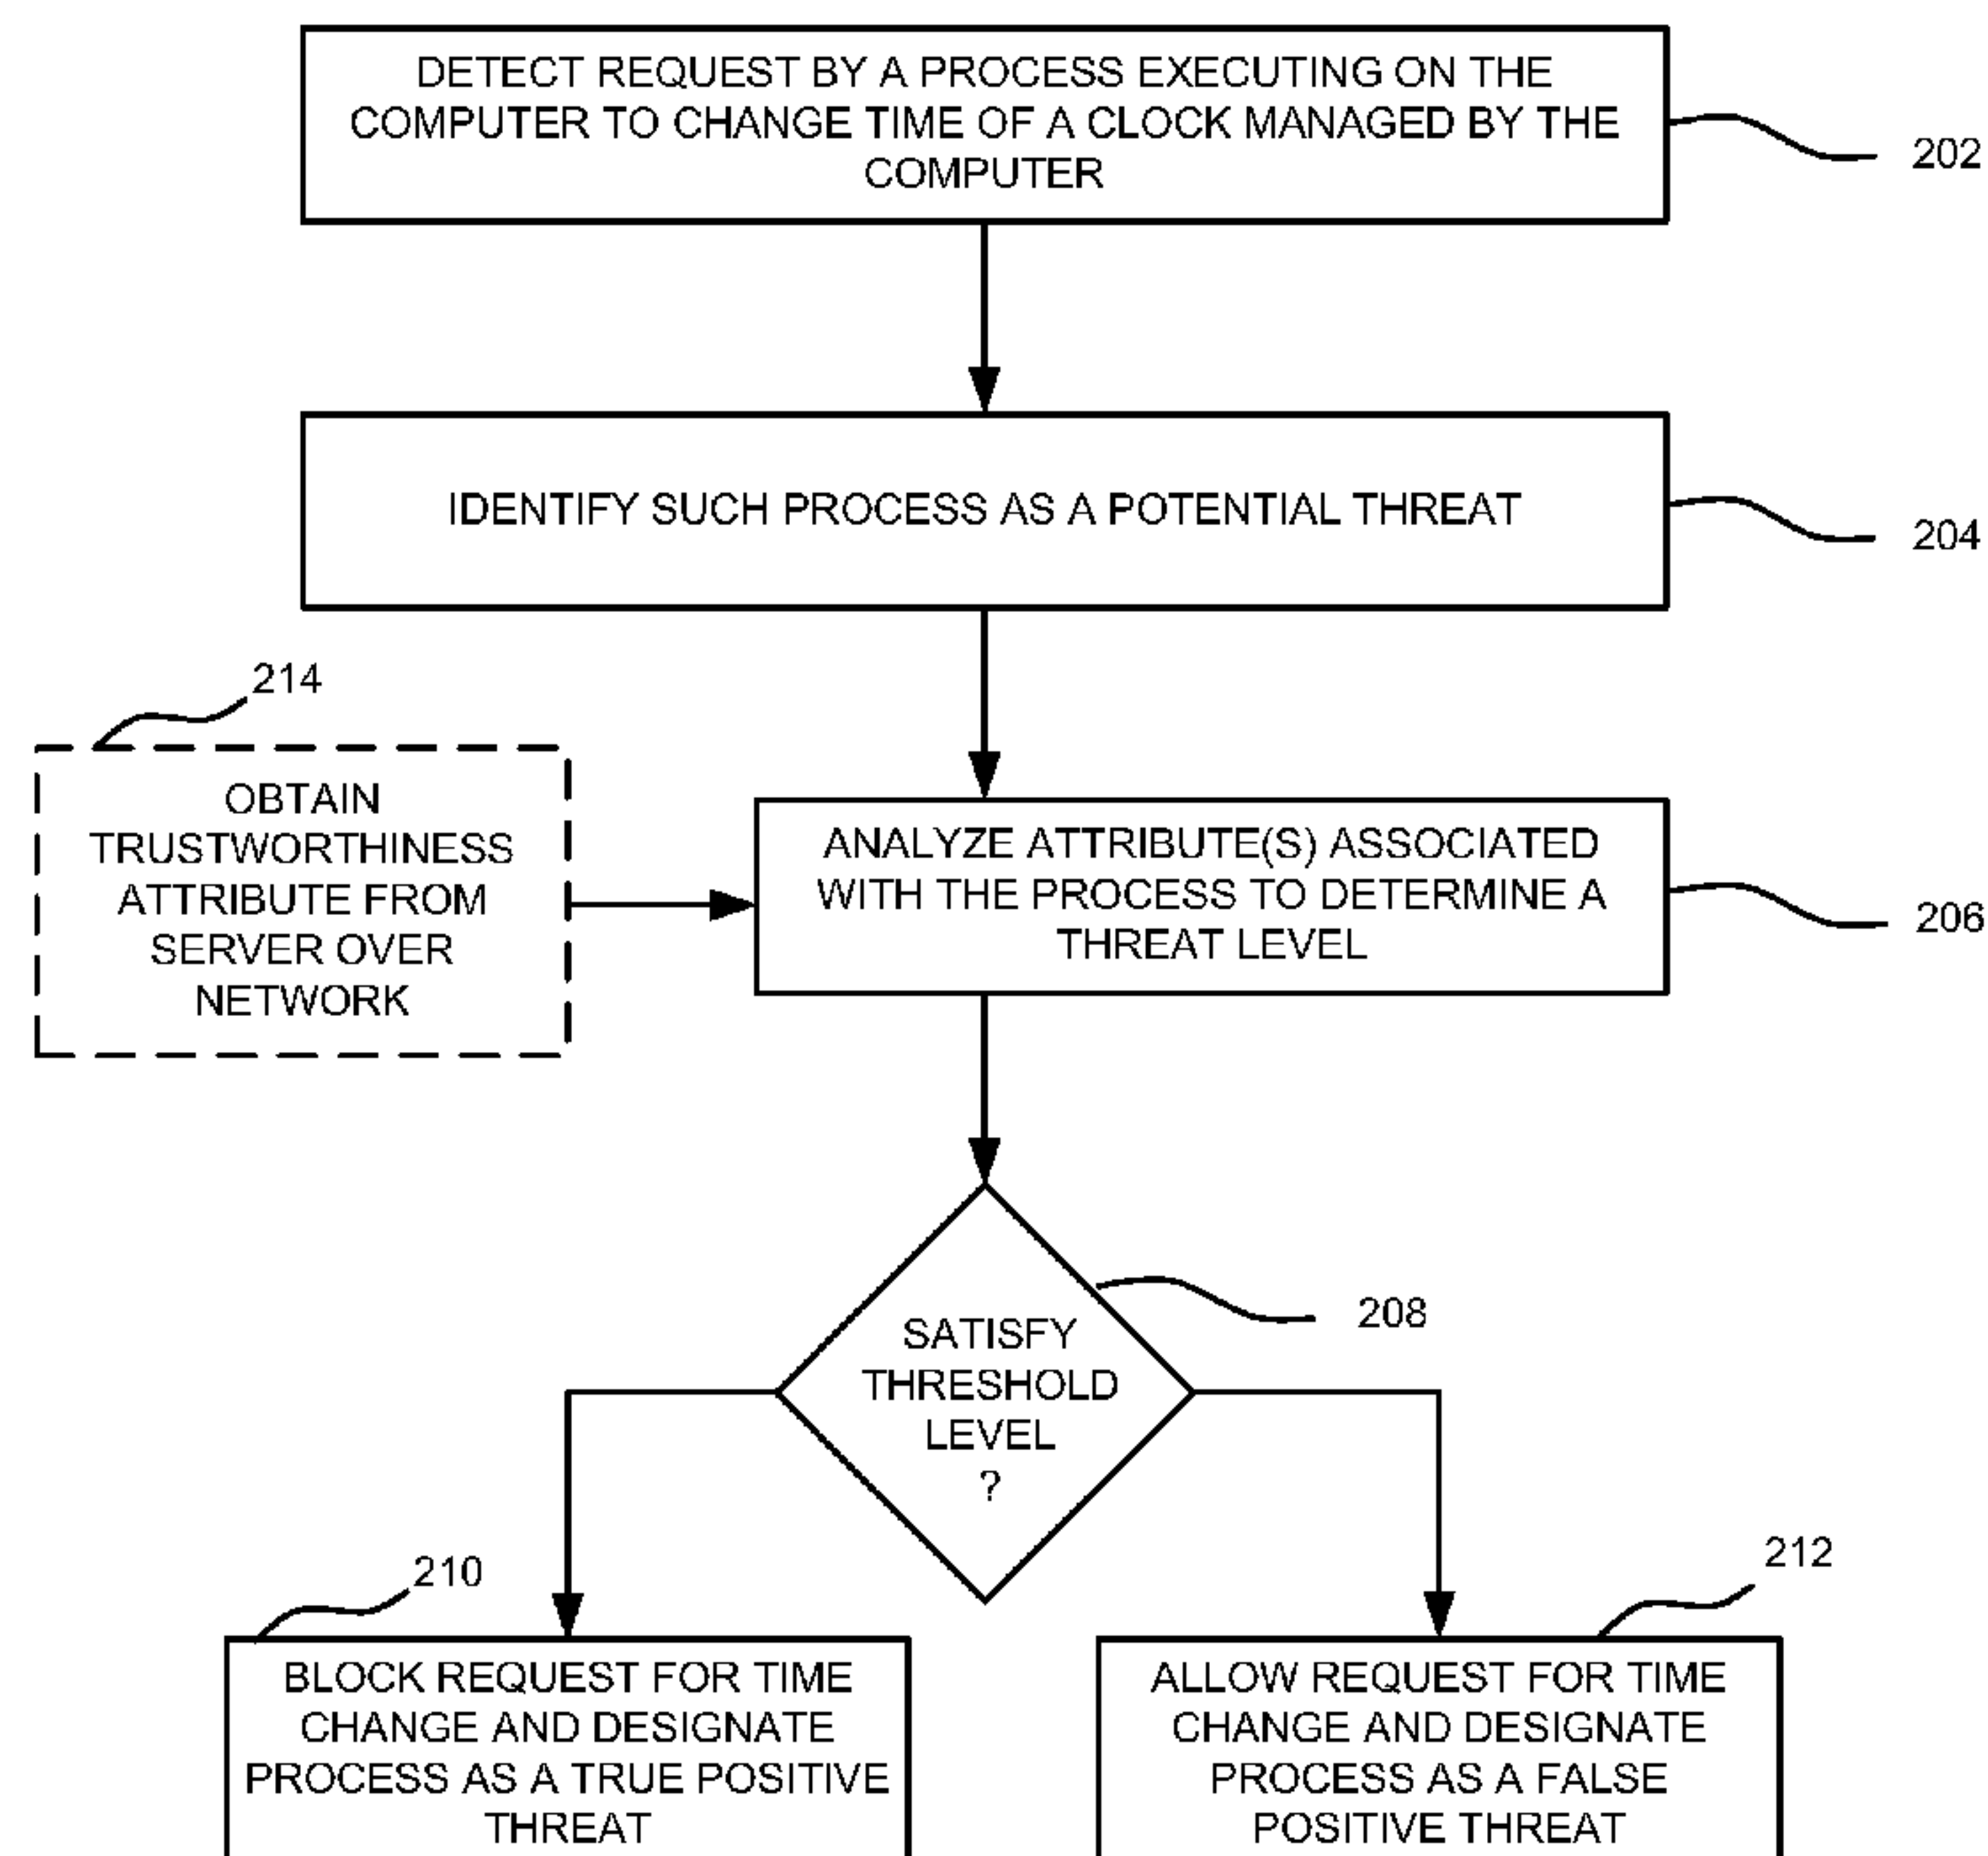 DETECT REQUEST BY A PROCESS EXECUTING ON THE
COMPUTER TO CHANGE TIME OF A CLOCK MANAGED BY THE
COMPUTER
202
IDENTIFY SUCH PROCESS AS A POTENTIAL THREAT
204
214
OBTAIN
TRUSTWORTHINESS
ATTRIBUTE FROM
SERVER OVER
NETWORK
ANALYZE ATTRIBUTE(S) ASSOCIATED
WITH THE PROCESS TO DETERMINE A
THREAT LEVEL
206
SATISFY
THRESHOLD
LEVEL
?
208
210
BLOCK REQUEST FOR TIME
CHANGE AND DESIGNATE
PROCESS AS A TRUE POSITIVE
THREAT
212
ALLOW REQUEST FOR TIME
CHANGE AND DESIGNATE
PROCESS AS A FALSE
POSITIVE THREAT